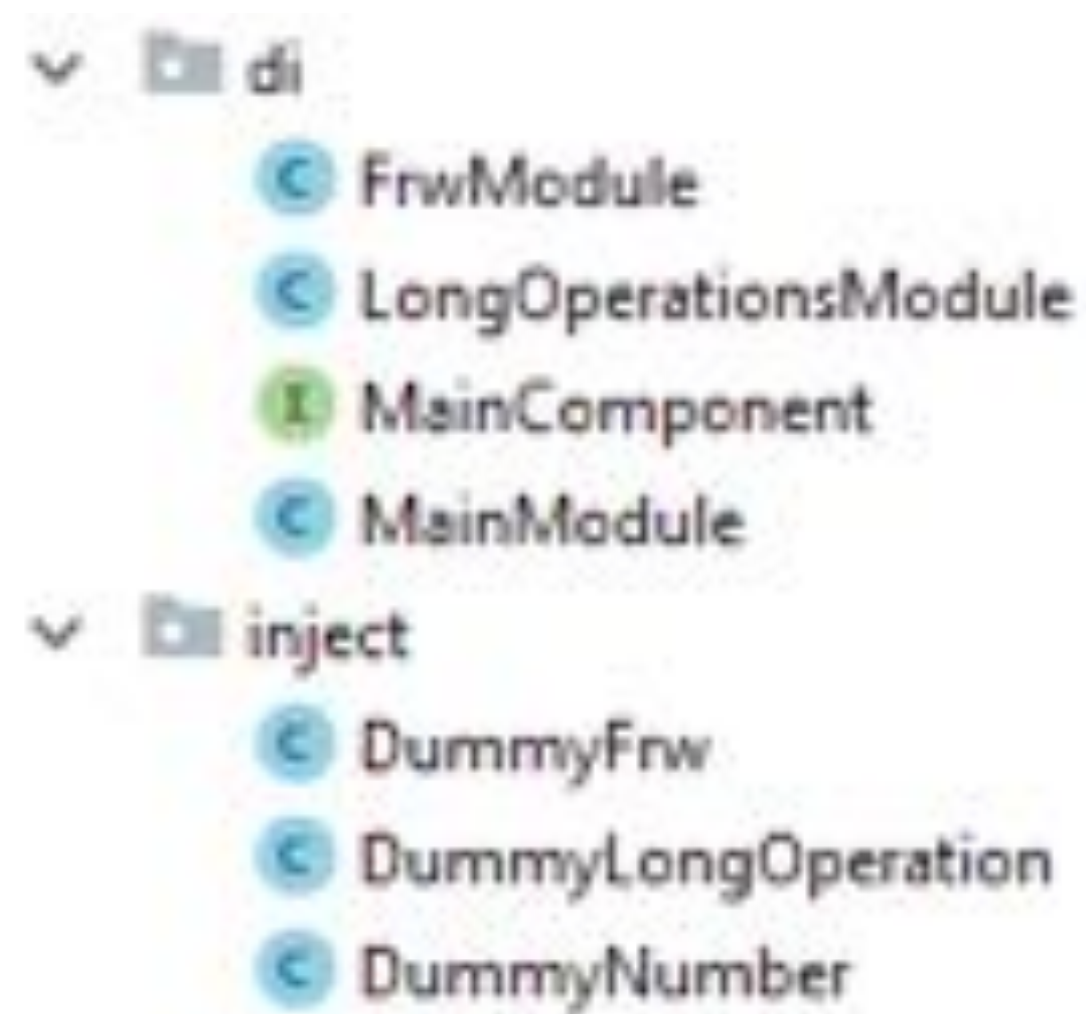 di
C FrwModule
C LongOperationsModule
I MainComponent
C MainModule
inject
C DummyFrw
C DummyLongOperation
C DummyNumber